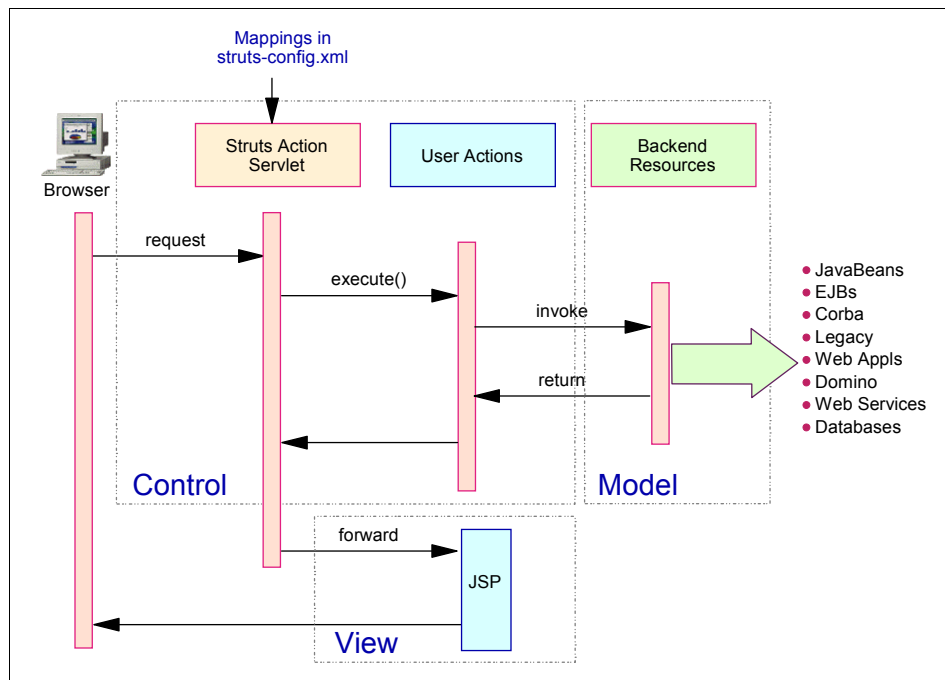 Mappings in
struts-config.xml
Struts Action
Servlet
User Actions
Backend
Resources
Browser
request
execute()
invoke
return
JavaBeans
EJBs
Corba
Legacy
Web Appls
Domino
Web Services
Databases
Control
Model
forward
JSP
View